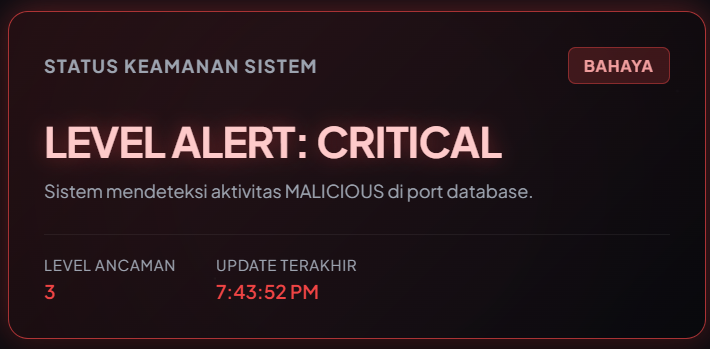 STATUS KEAMANAN SISTEM
BAHAYA
LEVEL ALERT: CRITICAL
Sistem mendeteksi aktivitas MALICIOUS di port database.
LEVEL ANCAMAN
UPDATE TERAKHIR
3
7:43:52 PM